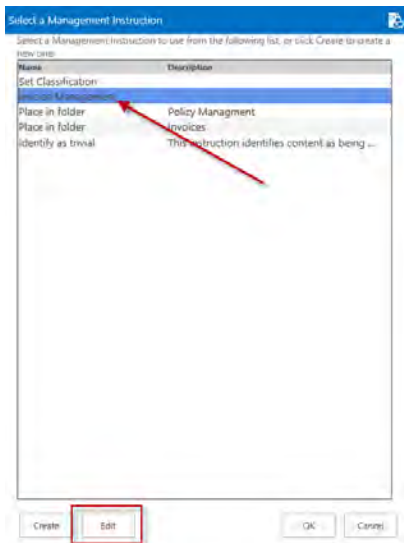 Select a Management Instruction
Select a Management Instruction to use from the following list, or click Create to create a
new one
Name Description
Set Classification
Management
Place in folder Policy Managment
Place in folder Invoices
Identify as trivial This instruction identifies content as being ...
Create Edit OK Cancel